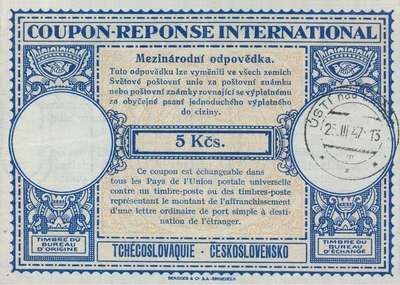 COUPON-REPONSE INTERNATIONAL
Mezinárodní odpovědka.
Tuto odpovědku lze vyměniti ve všech zemích
Světové poštovní unie za poštovní známku
nebo poštovní známky rovnající se výplatnému
za obyčejné psaní jednoduchého výplatného
do ciziny.
5 Kčs.
Ce coupon est échangeable dans
tous les Pays de l'Union postale universelle
contre un timbre-poste ou des timbres-poste
représentant le montant de l'affranchissement
d'une lettre ordinaire de port simple à desti-
nation de l'étranger.
ÚSTÍ
25.III.47-13
TIMBRE DU
BUREAU
D'ORIGINE
TIMBRE DU
BUREAU
D'ÉCHANGE
TCHÉCOSLOVAQUIE - ČESKOSLOVENSKO
BENZIGER & Co S.A. - EINSIEDELN.